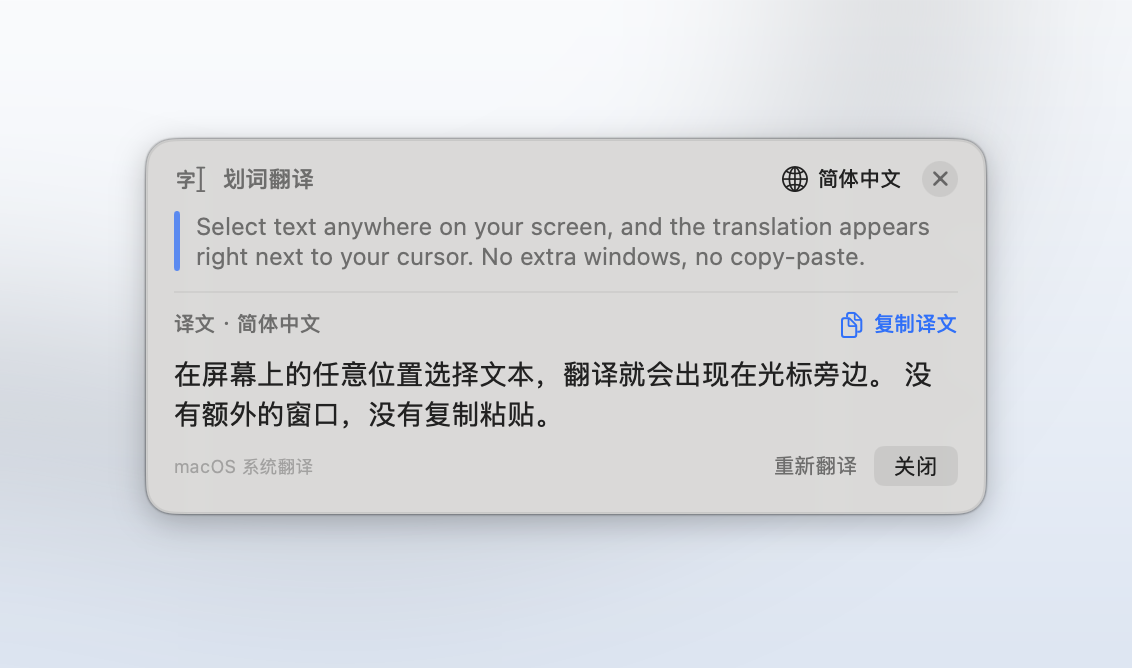 字 划词翻译 简体中文
Select text anywhere on your screen, and the translation appears
right next to your cursor. No extra windows, no copy-paste.
译文 · 简体中文 复制译文
在屏幕上的任意位置选择文本，翻译就会出现在光标旁边。 没
有额外的窗口，没有复制粘贴。
macOS 系统翻译 重新翻译 关闭